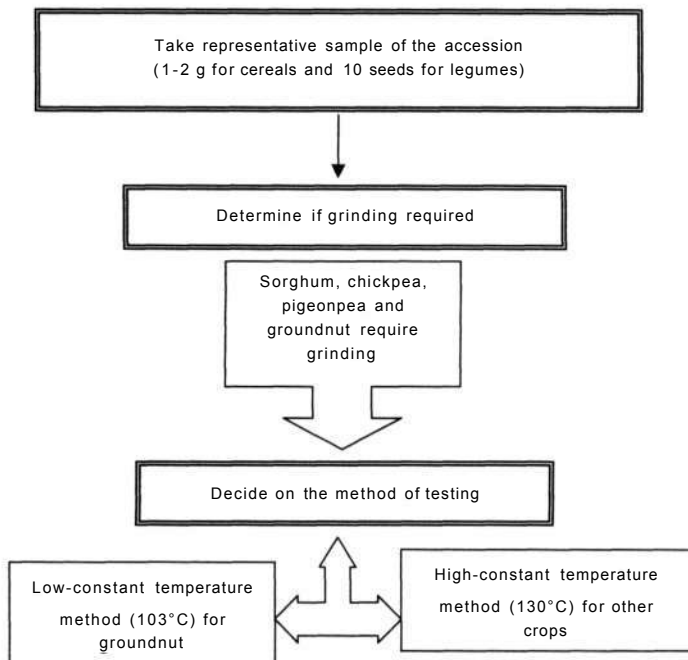 Take representative sample of the accession
(1-2 g for cereals and 10 seeds for legumes)
Determine if grinding required
Sorghum, chickpea,
pigeonpea and
groundnut require
grinding
Decide on the method of testing
Low-constant temperature
method (103°C) for
groundnut
High-constant temperature
method (130°C) for other
crops